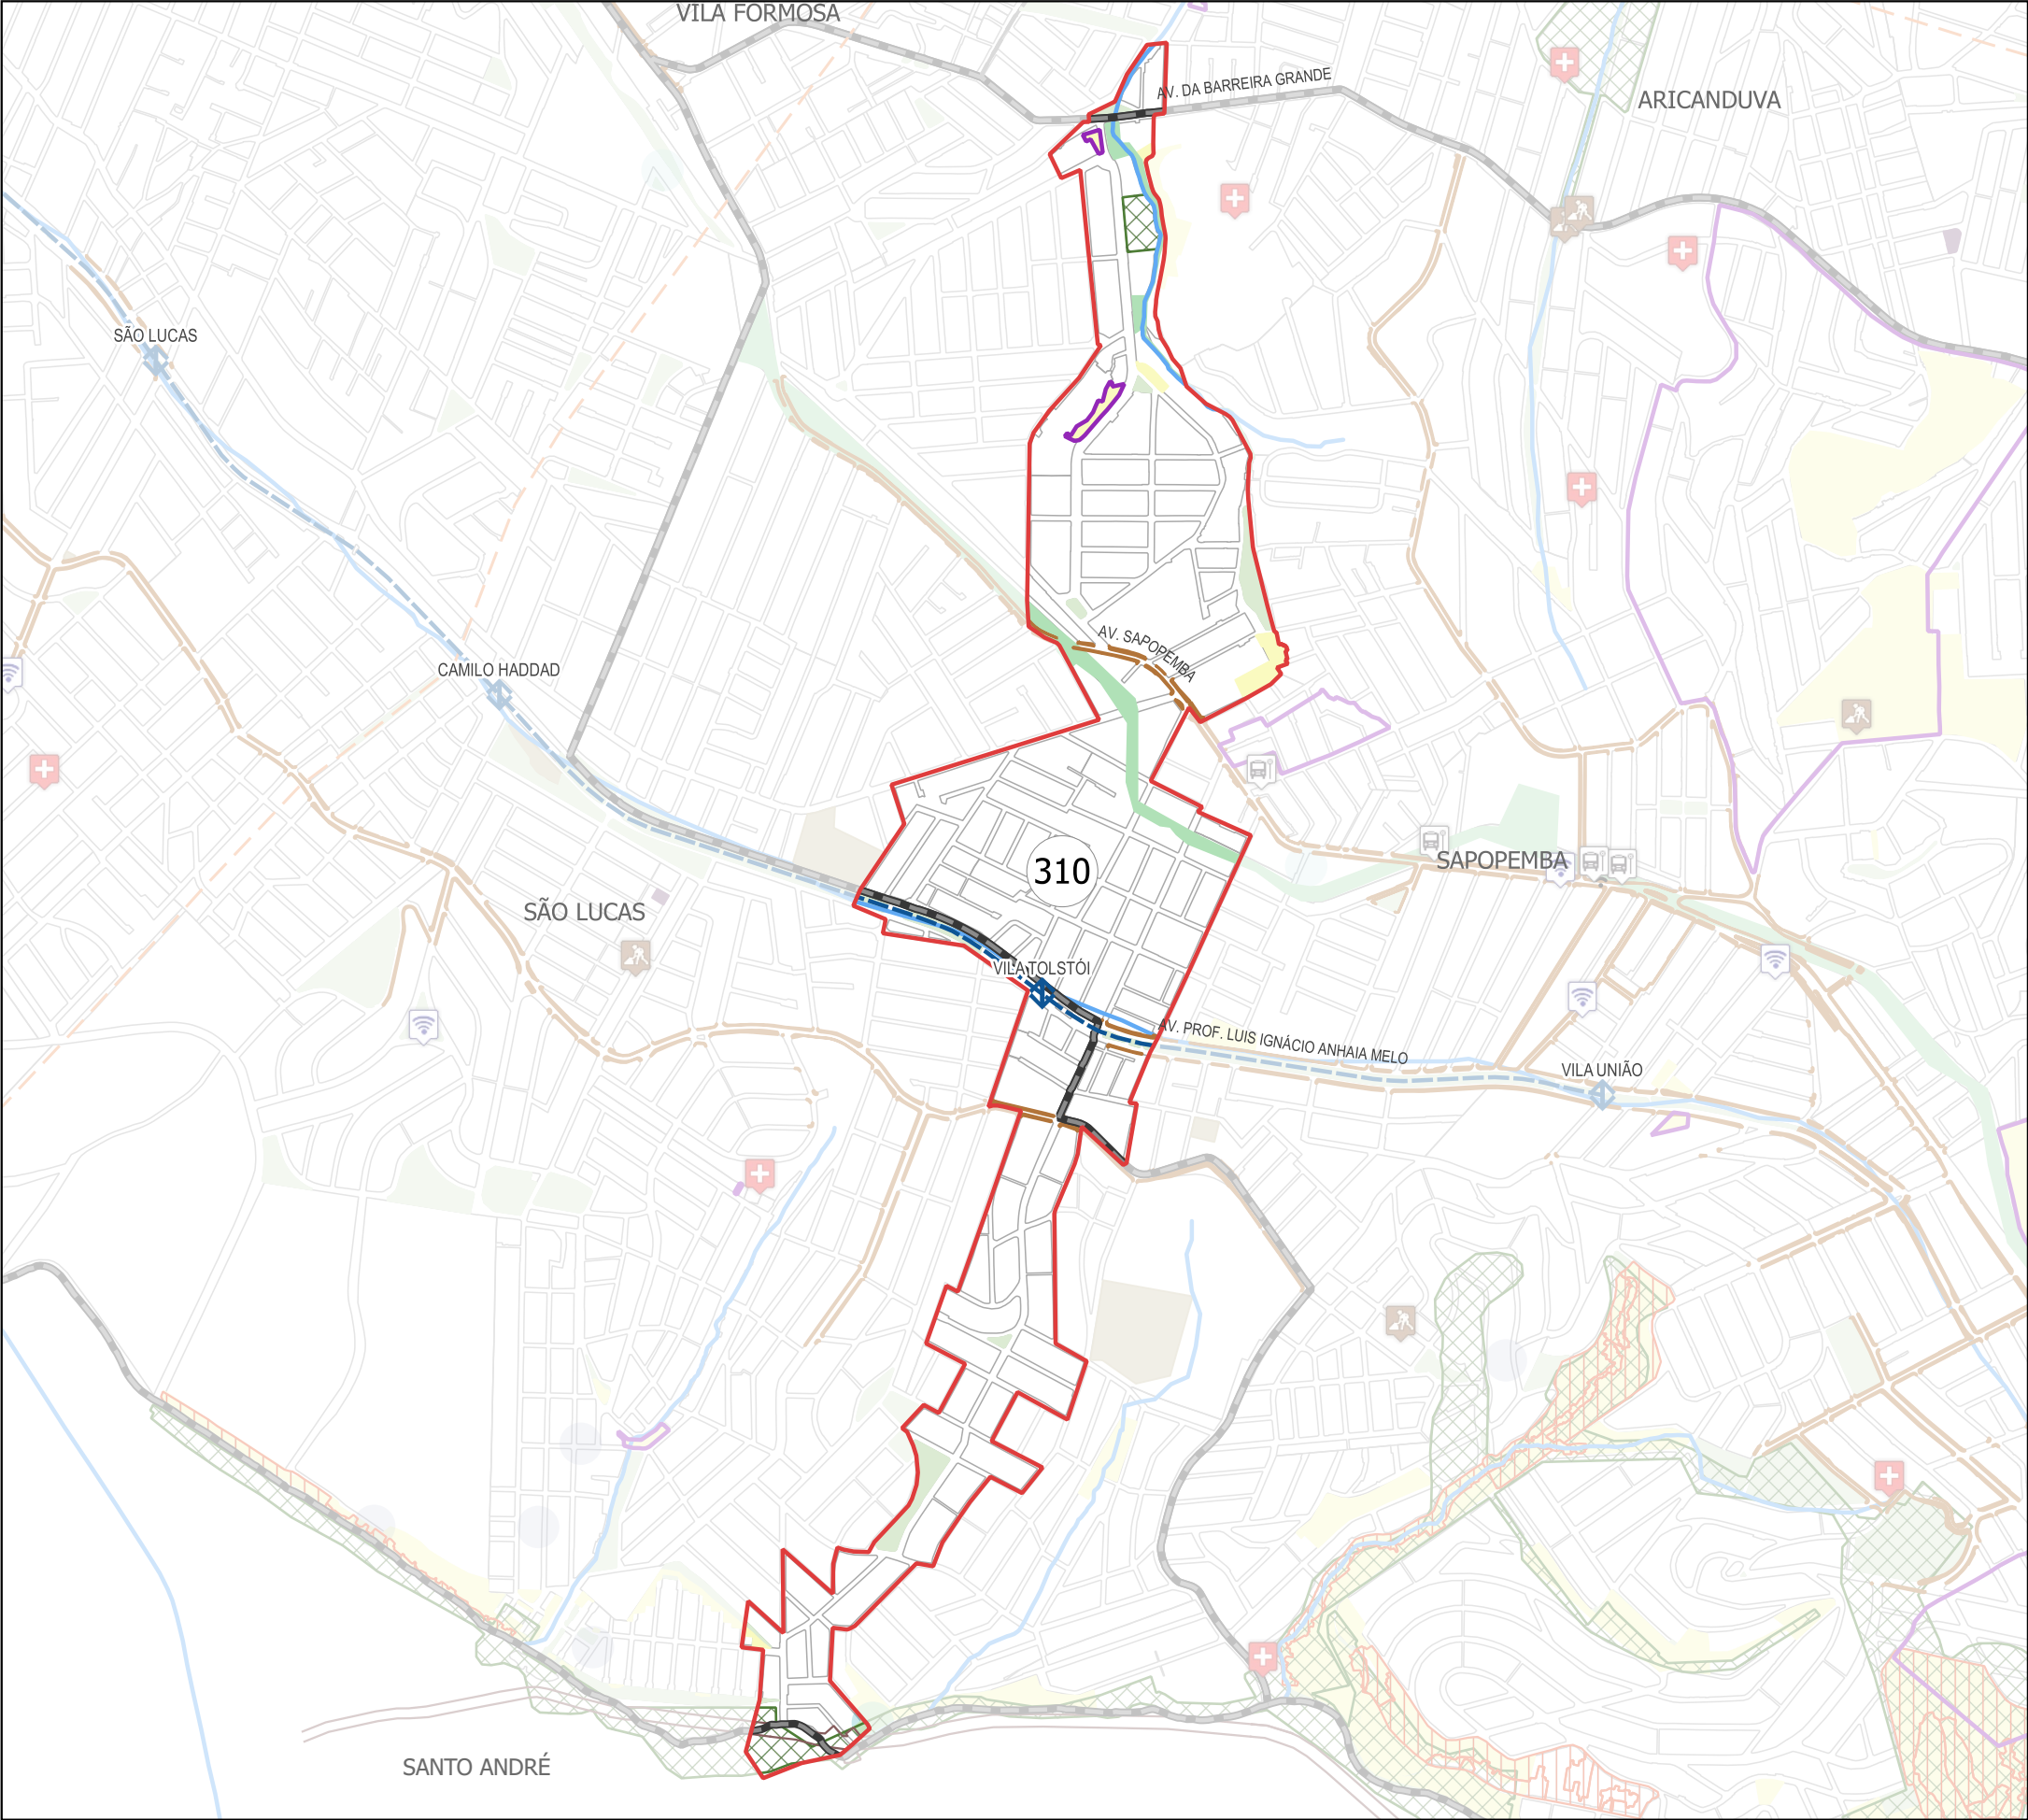 VILA FORMOSA
AV. DA BARREIRA GRANDE
ARICANDUVA
SÃO LUCAS
AV. SAPOPEMBA
CAMILO HADDAD
310
SAPOPEMBA
SÃO LUCAS
VILA TOLSTÓI
AV. PROF. LUIS IGNÁCIO ANHAIA MELO
VILA UNIÃO
SANTO ANDRÉ